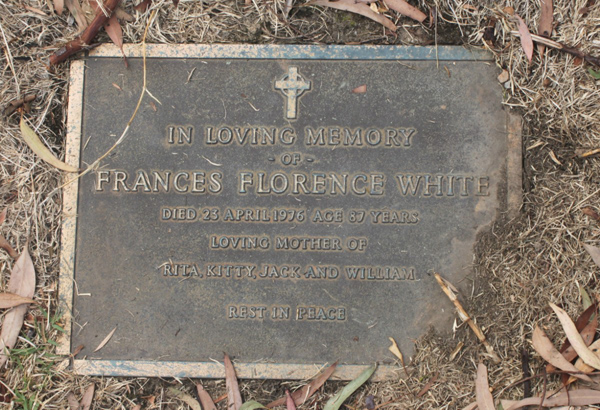 IN LOVING MEMORY
- OF -
FRANCES FLORENCE WHITE
DIED 23 APRIL 1976 AGE 87 YEARS
LOVING MOTHER OF
RITA, KITTY, JACK AND WILLIAM
REST IN PEACE